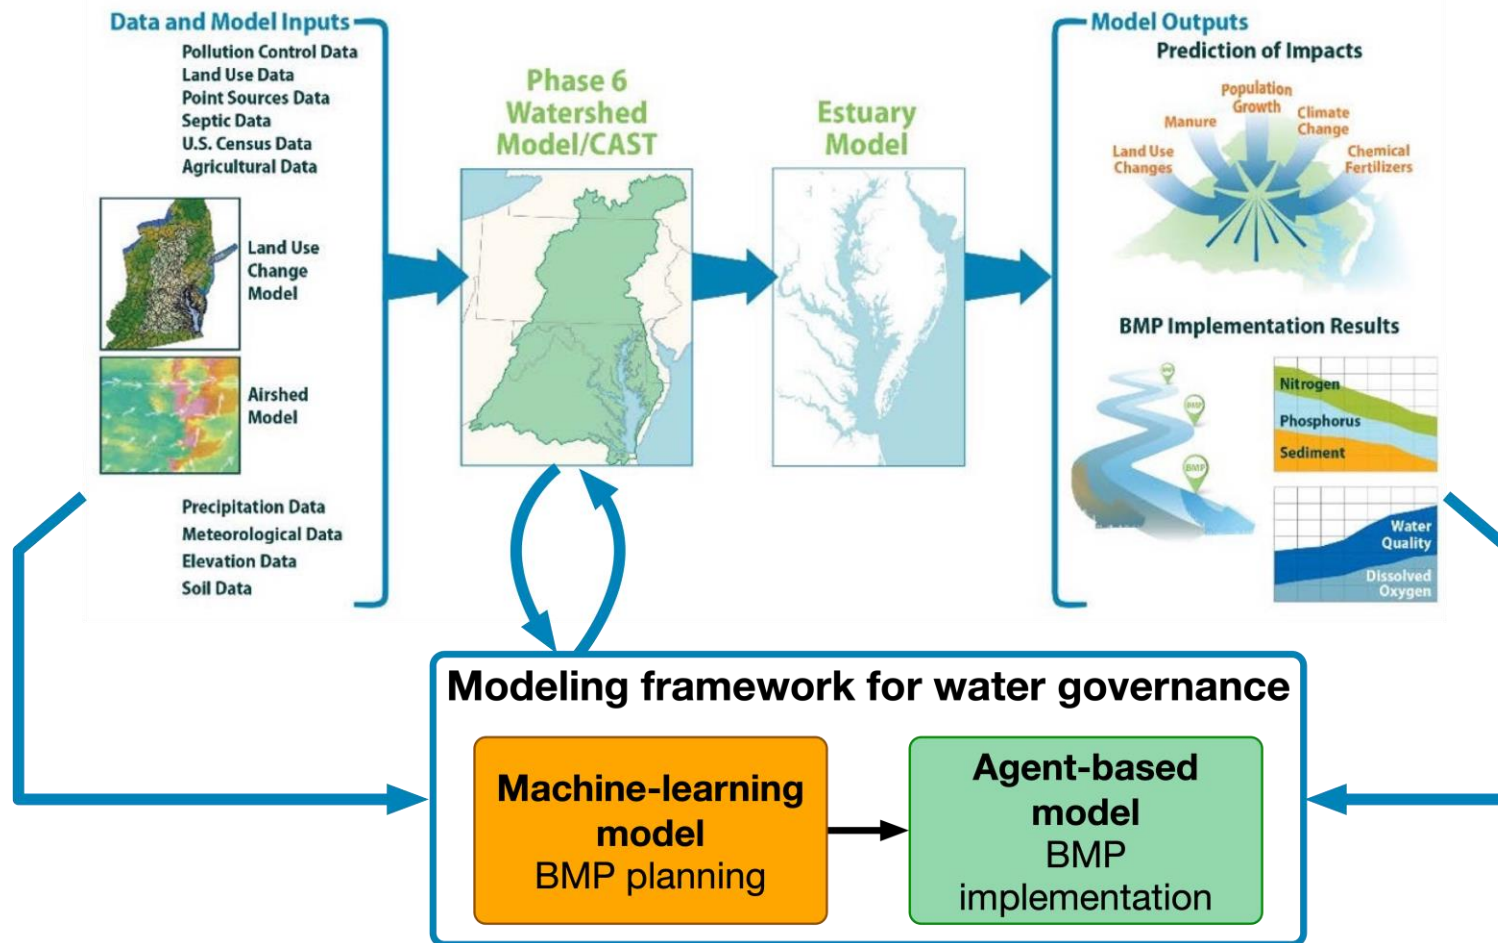 Data and Model Inputs
Pollution Control Data
Land Use Data
Point Sources Data
Septic Data
U.S. Census Data
Agricultural Data
Land Use
Change
Model
Airshed
Model
Precipitation Data
Meteorological Data
Elevation Data
Soil Data
Phase 6
Watershed
Model/CAST
Estuary
Model
Model Outputs
Prediction of Impacts
Population
Growth
Manure
Climate
Change
Land Use
Changes
Chemical
Fertilizers
BMP Implementation Results
BMP
BMP
BMP
Nitrogen
Phosphorus
Sediment
Water
Quality
Dissolved
Oxygen
Modeling framework for water governance
Machine-learning
model
BMP planning
Agent-based
model
BMP
implementation